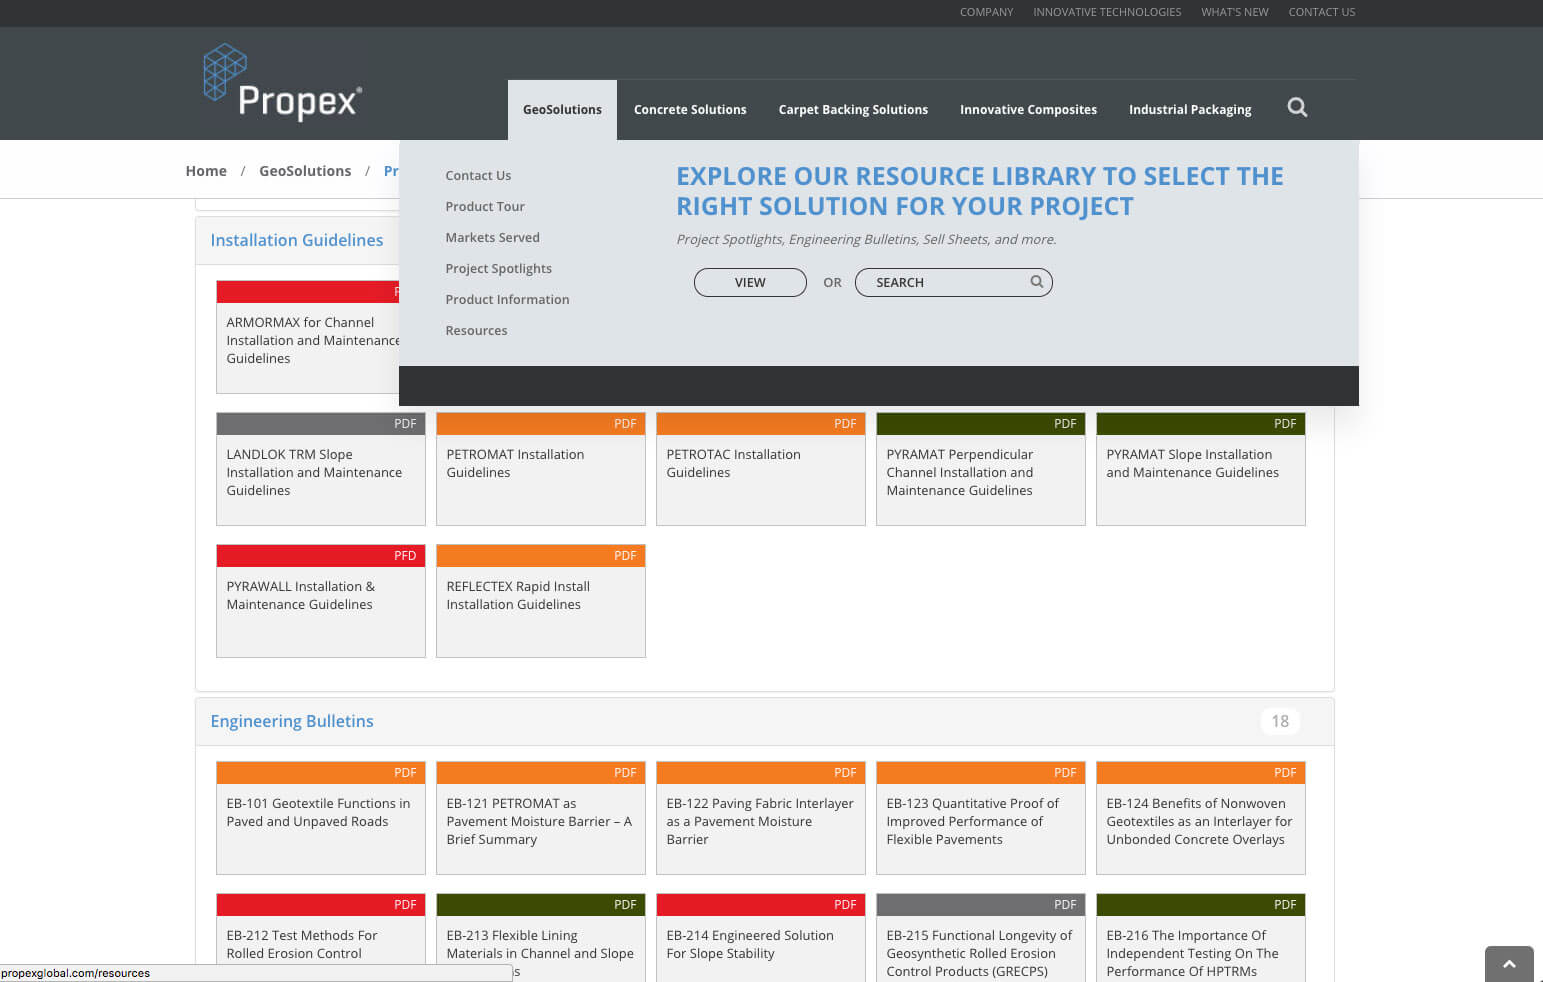 COMPANY INNOVATIVE TECHNOLOGIES WHAT'S NEW CONTACT US
Propex®
GeoSolutions Concrete Solutions Carpet Backing Solutions Innovative Composites Industrial Packaging
Home / GeoSolutions / Pr
Contact Us
Product Tour
Markets Served
Project Spotlights
Product Information
Resources
EXPLORE OUR RESOURCE LIBRARY TO SELECT THE
RIGHT SOLUTION FOR YOUR PROJECT
Project Spotlights, Engineering Bulletins, Sell Sheets, and more.
VIEW OR SEARCH
Installation Guidelines
ARMORMAX for Channel
Installation and Maintenance
Guidelines
PDF
LANDLOK TRM Slope
Installation and Maintenance
Guidelines
PDF
PETROMAT Installation
Guidelines
PDF
PETROTAC Installation
Guidelines
PDF
PYRAMAT Perpendicular
Channel Installation and
Maintenance Guidelines
PDF
PYRAMAT Slope Installation
and Maintenance Guidelines
PFD
PYRAWALL Installation &
Maintenance Guidelines
PDF
REFLECTEX Rapid Install
Installation Guidelines
Engineering Bulletins 18
PDF
EB-101 Geotextile Functions in
Paved and Unpaved Roads
PDF
EB-121 PETROMAT as
Pavement Moisture Barrier – A
Brief Summary
PDF
EB-122 Paving Fabric Interlayer
as a Pavement Moisture
Barrier
PDF
EB-123 Quantitative Proof of
Improved Performance of
Flexible Pavements
PDF
EB-124 Benefits of Nonwoven
Geotextiles as an Interlayer for
Unbonded Concrete Overlays
PDF
EB-212 Test Methods For
Rolled Erosion Control
PDF
EB-213 Flexible Lining
Materials in Channel and Slope
s
PDF
EB-214 Engineered Solution
For Slope Stability
PDF
EB-215 Functional Longevity of
Geosynthetic Rolled Erosion
Control Products (GRECPS)
PDF
EB-216 The Importance Of
Independent Testing On The
Performance Of HPTRMs
propexglobal.com/resources